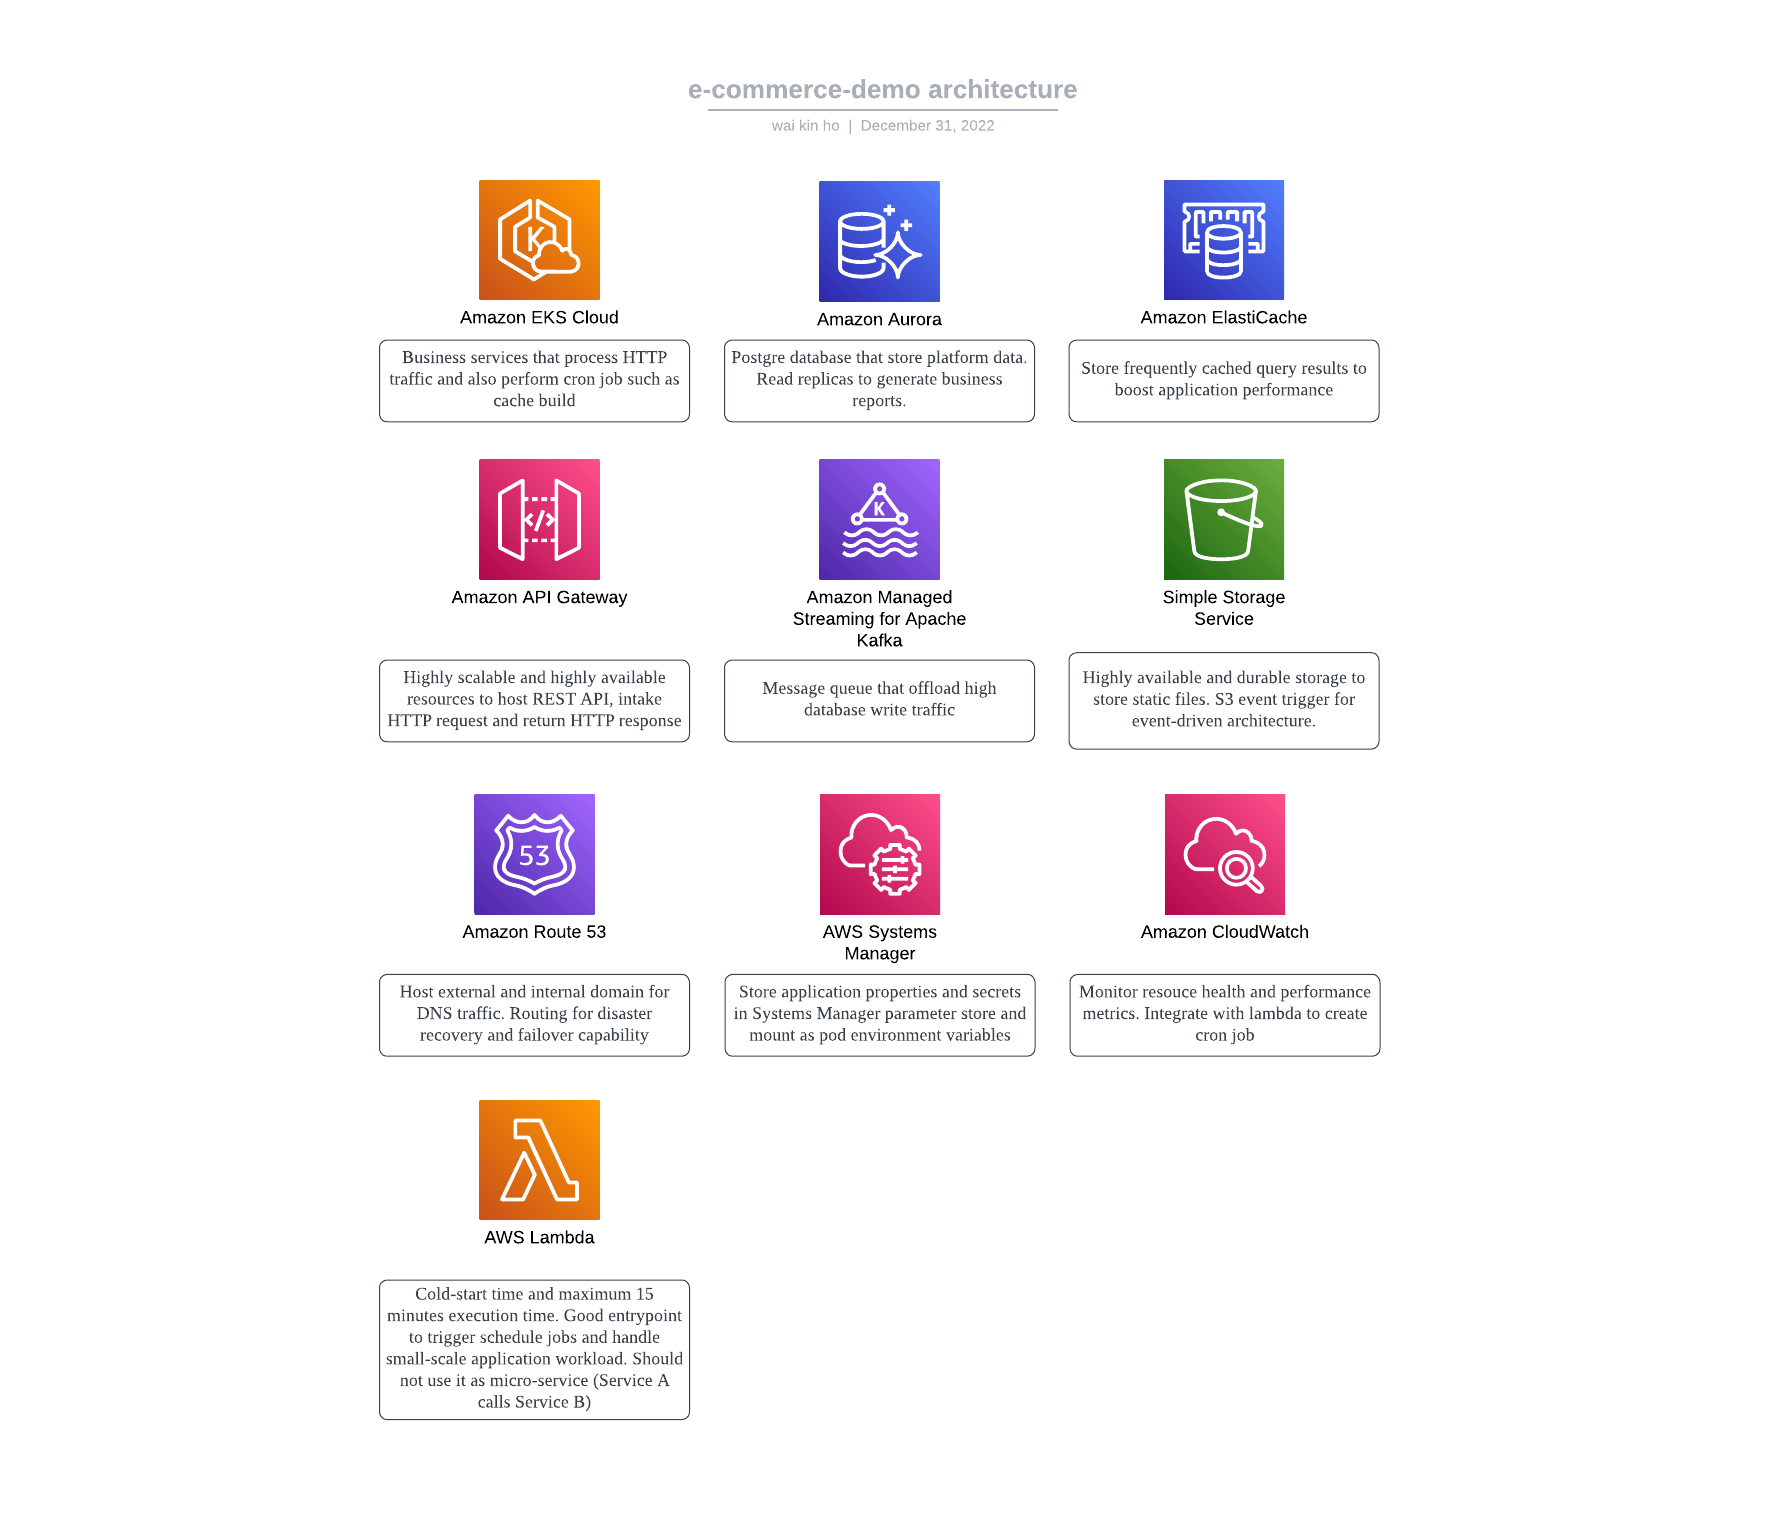 e-commerce-demo architecture
wai kin ho | December 31, 2022
K
Amazon EKS Cloud
Business services that process HTTP
traffic and also perform cron job such as
cache build
Amazon Aurora
Postgre database that store platform data.
Read replicas to generate business
reports.
Amazon ElastiCache
Store frequently cached query results to
boost application performance
</>
Amazon API Gateway
Highly scalable and highly available
resources to host REST API, intake
HTTP request and return HTTP response
K
Amazon Managed
Streaming for Apache
Kafka
Message queue that offload high
database write traffic
Simple Storage
Service
Highly available and durable storage to
store static files. S3 event trigger for
event-driven architecture.
53
Amazon Route 53
Host external and internal domain for
DNS traffic. Routing for disaster
recovery and failover capability
AWS Systems
Manager
Store application properties and secrets
in Systems Manager parameter store and
mount as pod environment variables
Amazon CloudWatch
Monitor resouce health and performance
metrics. Integrate with lambda to create
cron job
AWS Lambda
Cold-start time and maximum 15
minutes execution time. Good entrypoint
to trigger schedule jobs and handle
small-scale application workload. Should
not use it as micro-service (Service A
calls Service B)